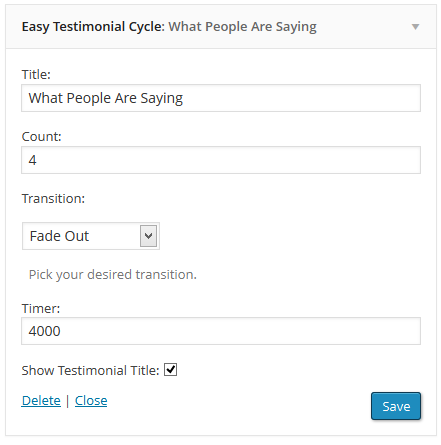 Easy Testimonial Cycle: What People Are Saying
Title:
What People Are Saying
Count:
4
Transition:
Fade Out
Pick your desired transition.
Timer:
4000
Show Testimonial Title:
Delete | Close
Save